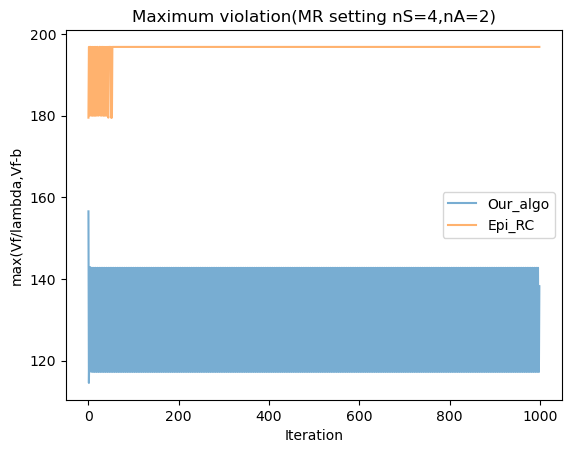 Maximum violation(MR setting nS=4,nA=2)
max(Vf/lambda,Vf-b
200
180
160
140
120
Our_algo
Epi_RC
0 200 400 600 800 1000
Iteration